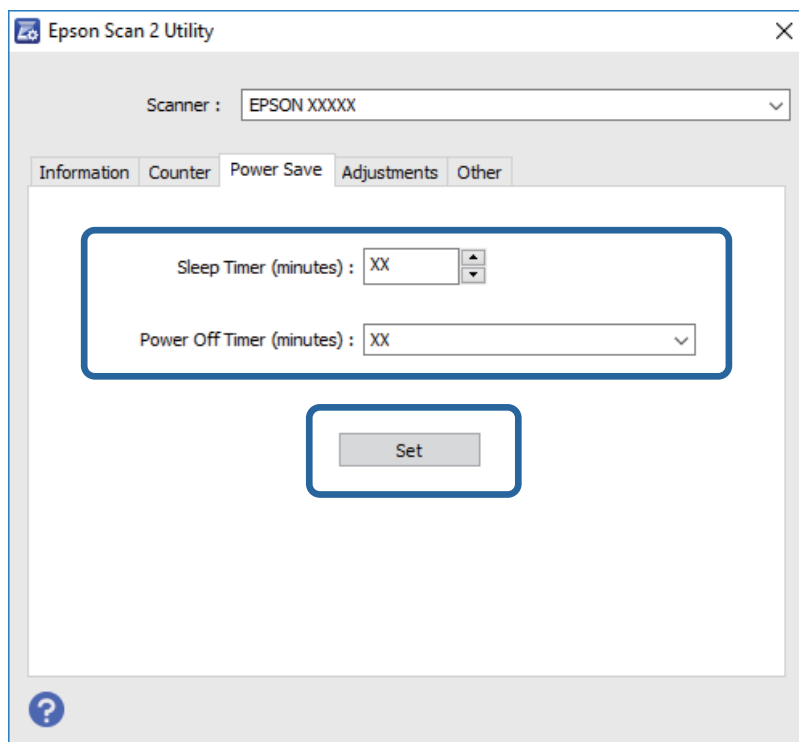 Epson Scan 2 Utility
Scanner : EPSON XXXXX
Information Counter Power Save Adjustments Other
Sleep Timer (minutes) : XX
Power Off Timer (minutes) : XX
Set
?